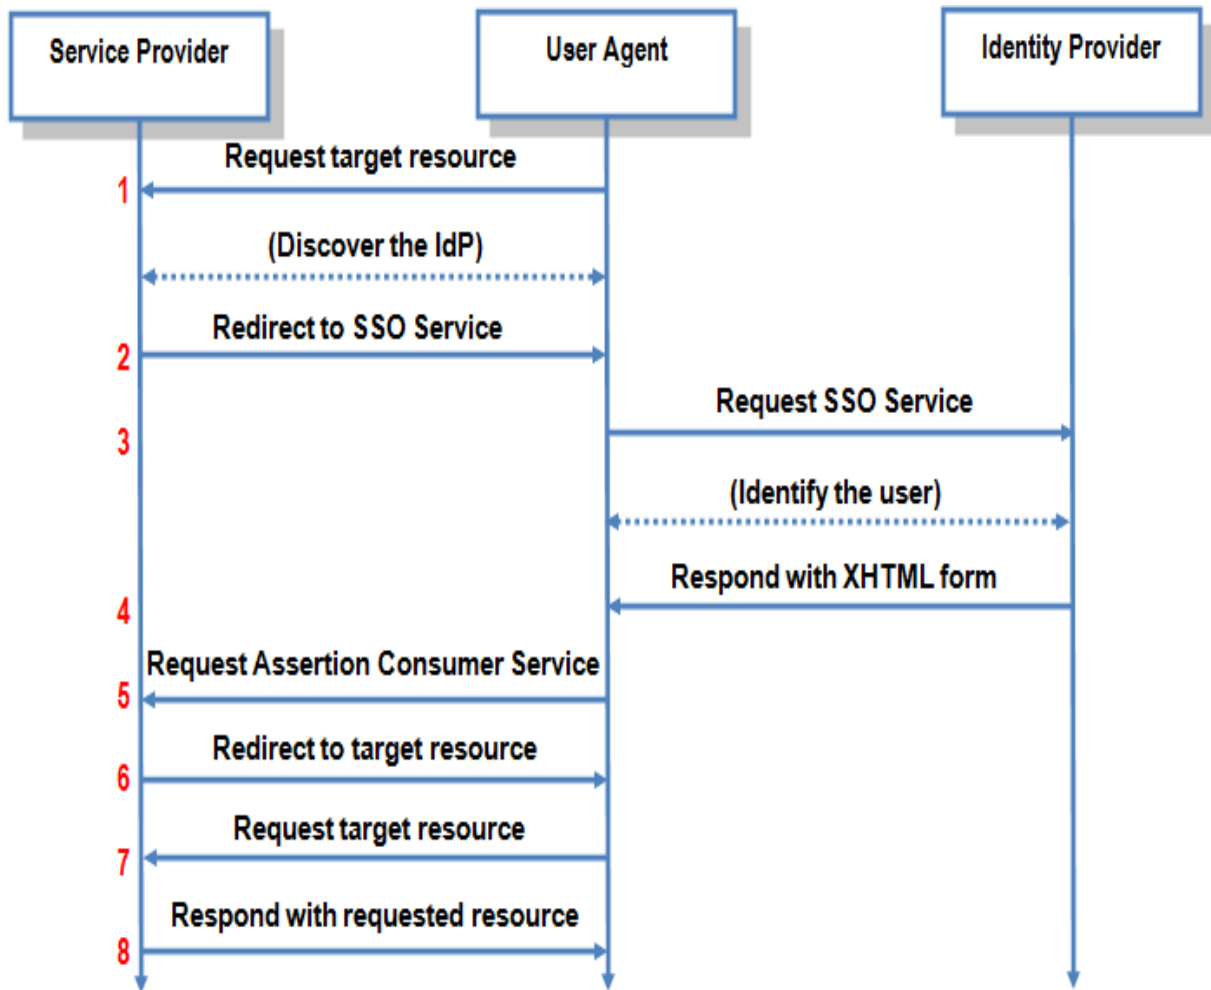 Service Provider
User Agent
Identity Provider
Request target resource
1
(Discover the IdP)
Redirect to SSO Service
2
Request SSO Service
3
(Identify the user)
Respond with XHTML form
4
Request Assertion Consumer Service
5
Redirect to target resource
6
Request target resource
7
Respond with requested resource
8